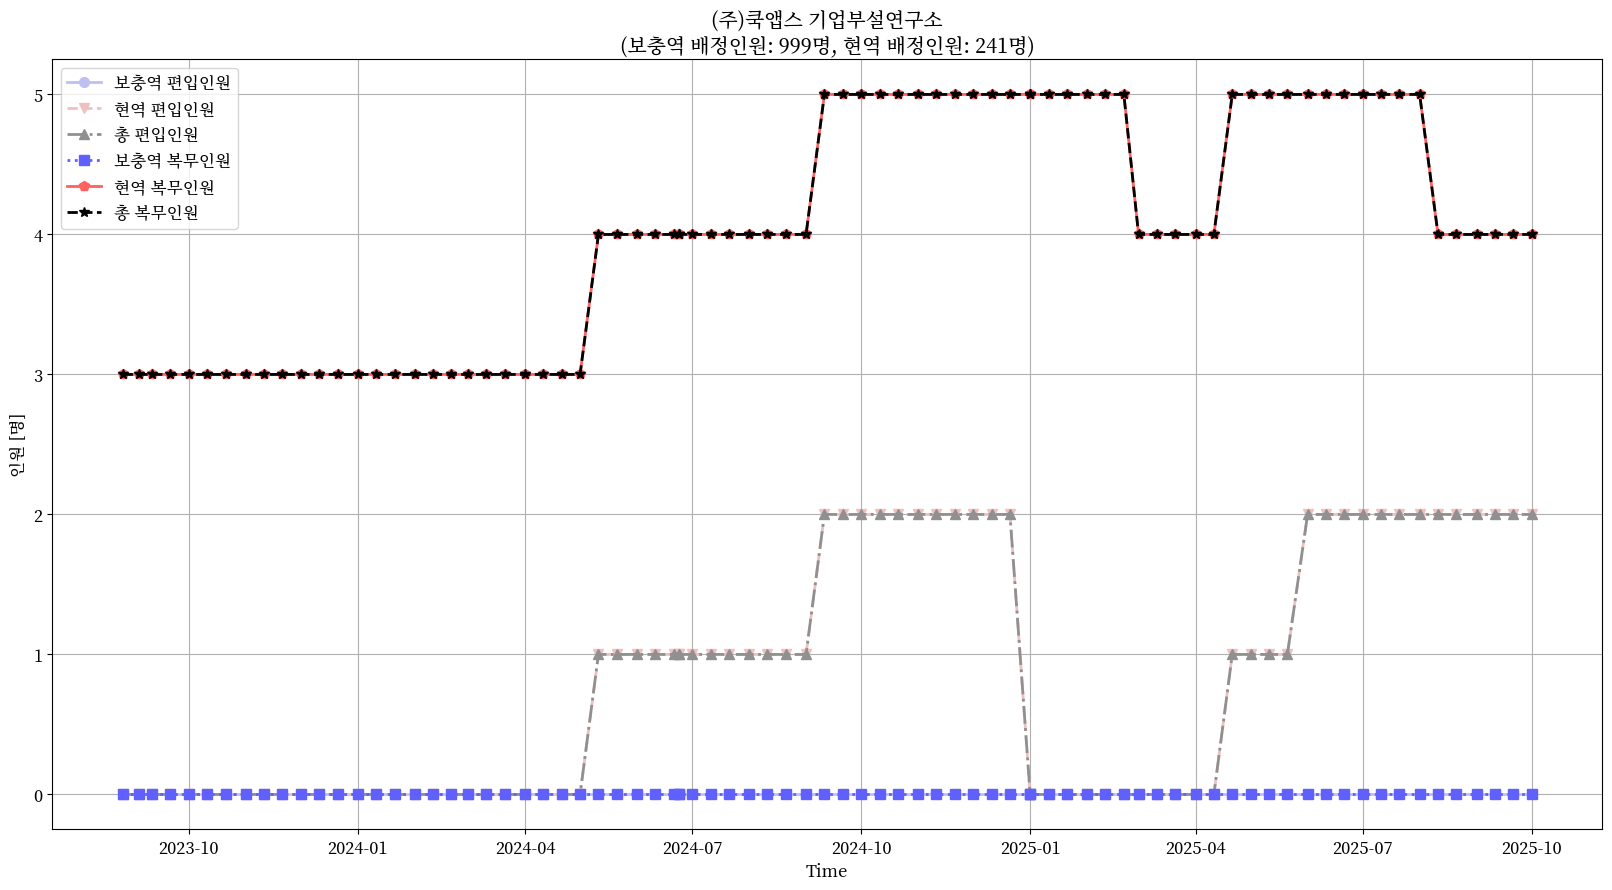 (주)쿡앱스 기업부설연구소
(보충역 배정인원: 999명, 현역 배정인원: 241명)
보충역 편입인원
현역 편입인원
총 편입인원
보충역 복무인원
현역 복무인원
총 복무인원
인원 [명]
5
4
3
2
1
0
2023-10 2024-01 2024-04 2024-07 2024-10 2025-01 2025-04 2025-07 2025-10
Time